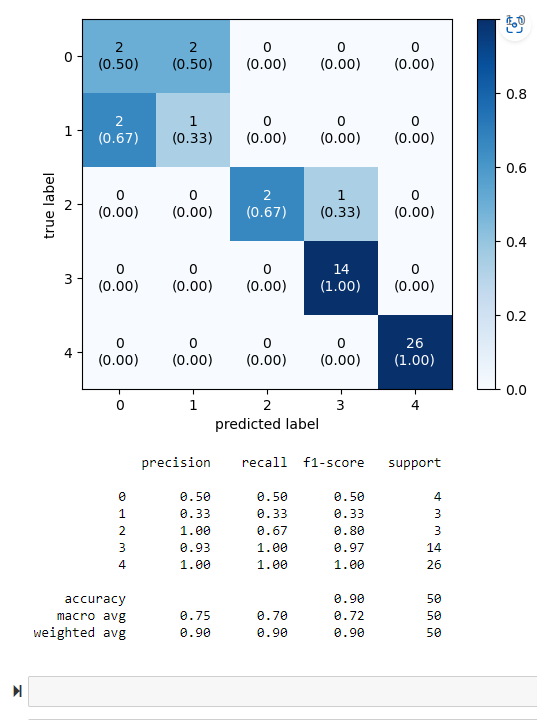 2 2 0 0 0
0 (0.50) (0.50) (0.00) (0.00) (0.00)
2 1 0 0 0
1 (0.67) (0.33) (0.00) (0.00) (0.00)
0 0 2 1 0
2 (0.00) (0.00) (0.67) (0.33) (0.00)
0 0 0 14 0
3 (0.00) (0.00) (0.00) (1.00) (0.00)
0 0 0 0 26
4 (0.00) (0.00) (0.00) (0.00) (1.00)
0 1 2 3 4
predicted label
true label
1.0
0.8
0.6
0.4
0.2
0.0
precision recall f1-score support
0 0.50 0.50 0.50 4
1 0.33 0.33 0.33 3
2 1.00 0.67 0.80 3
3 0.93 1.00 0.97 14
4 1.00 1.00 1.00 26
accuracy 0.90 50
macro avg 0.75 0.70 0.72 50
weighted avg 0.90 0.90 0.90 50